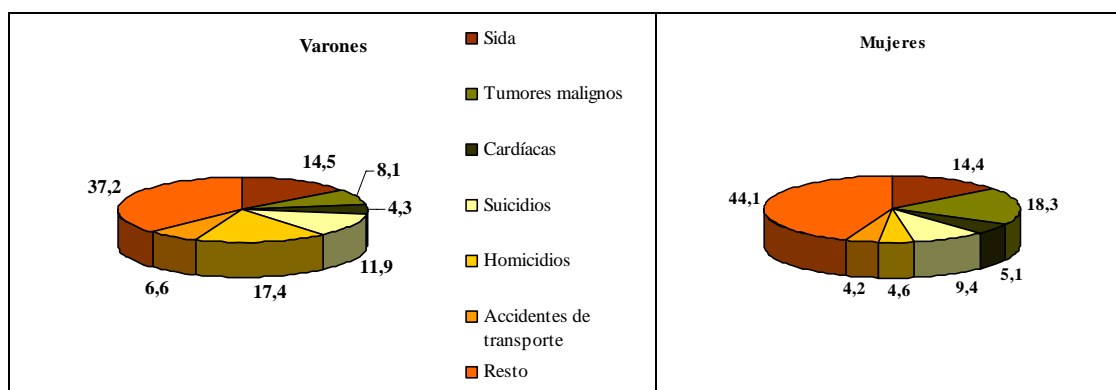 Varones
14,5
8,1
4,3
11,9
17,4
6,6
37,2
Sida
Tumores malignos
Cardíacas
Suicidios
Homicidios
Accidentes de
transporte
Resto
Mujeres
14,4
18,3
5,1
9,4
4,6
4,2
44,1